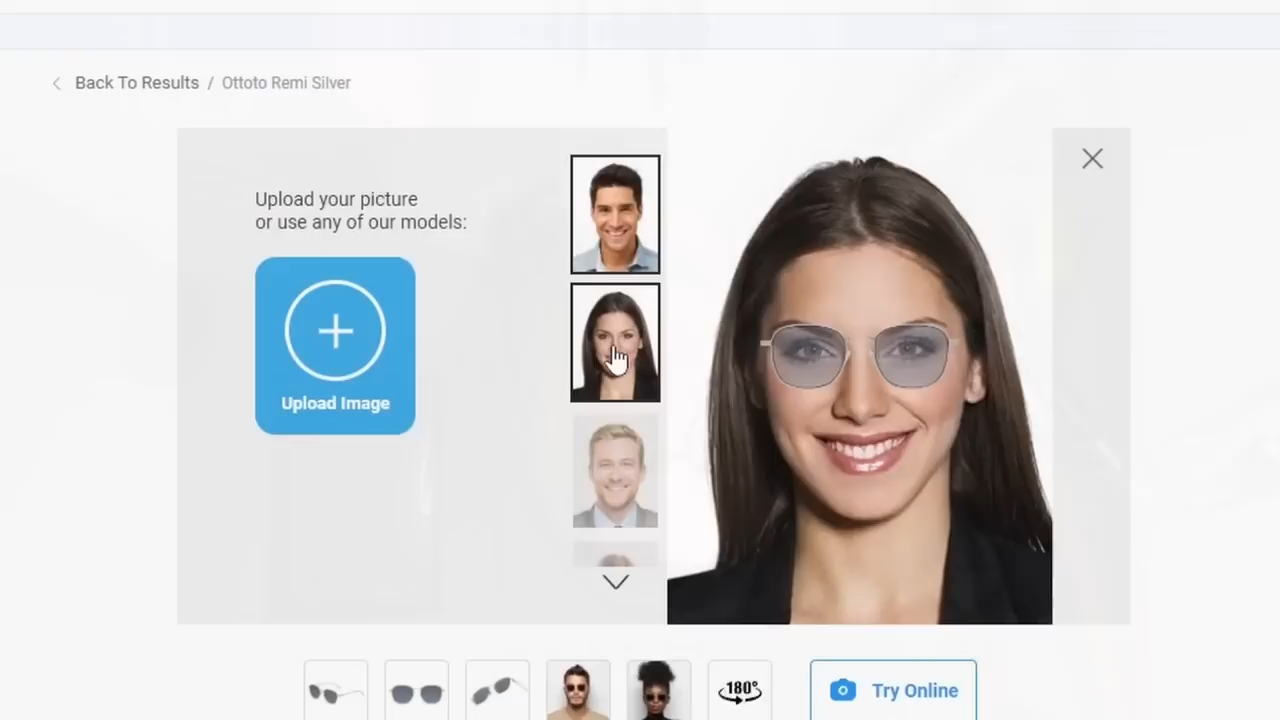 Back To Results / Ottoto Remi Silver
Upload your picture
or use any of our models:
Upload Image
180°
Try Online